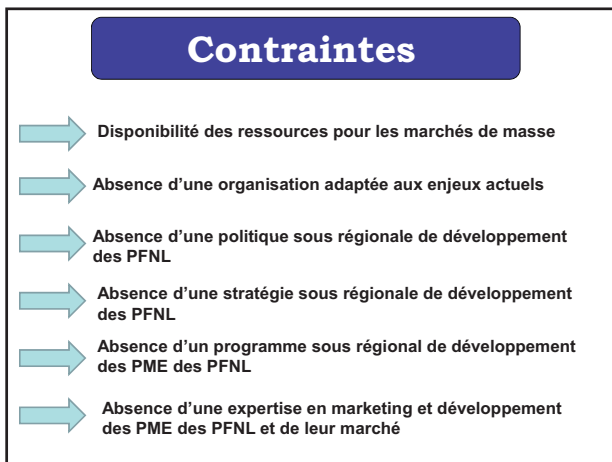 Contraintes
Disponibilité des ressources pour les marchés de masse
Absence d’une organisation adaptée aux enjeux actuels
Absence d’une politique sous régionale de développement
des PFNL
Absence d’une stratégie sous régionale de développement
des PFNL
Absence d’un programme sous régional de développement
des PME des PFNL
Absence d’une expertise en marketing et développement
des PME des PFNL et de leur marché